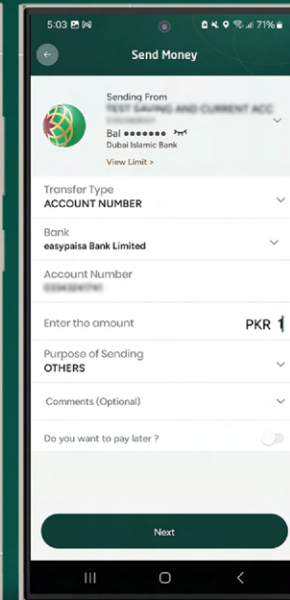 5:03
71%
Send Money
Sending From
TEST SAVING AND CURRENT ACC
Bal
Dubai Islamic Bank
View Limit >
Transfer Type
ACCOUNT NUMBER
Bank
easypaisa Bank Limited
Account Number
Enter the amount
PKR 1
Purpose of Sending
OTHERS
Comments (Optional)
Do you want to pay later ?
Next